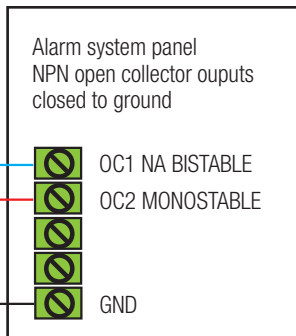 Alarm system panel
NPN open collector ouputs
closed to ground
OC1 NA BISTABLE
OC2 MONOSTABLE
GND